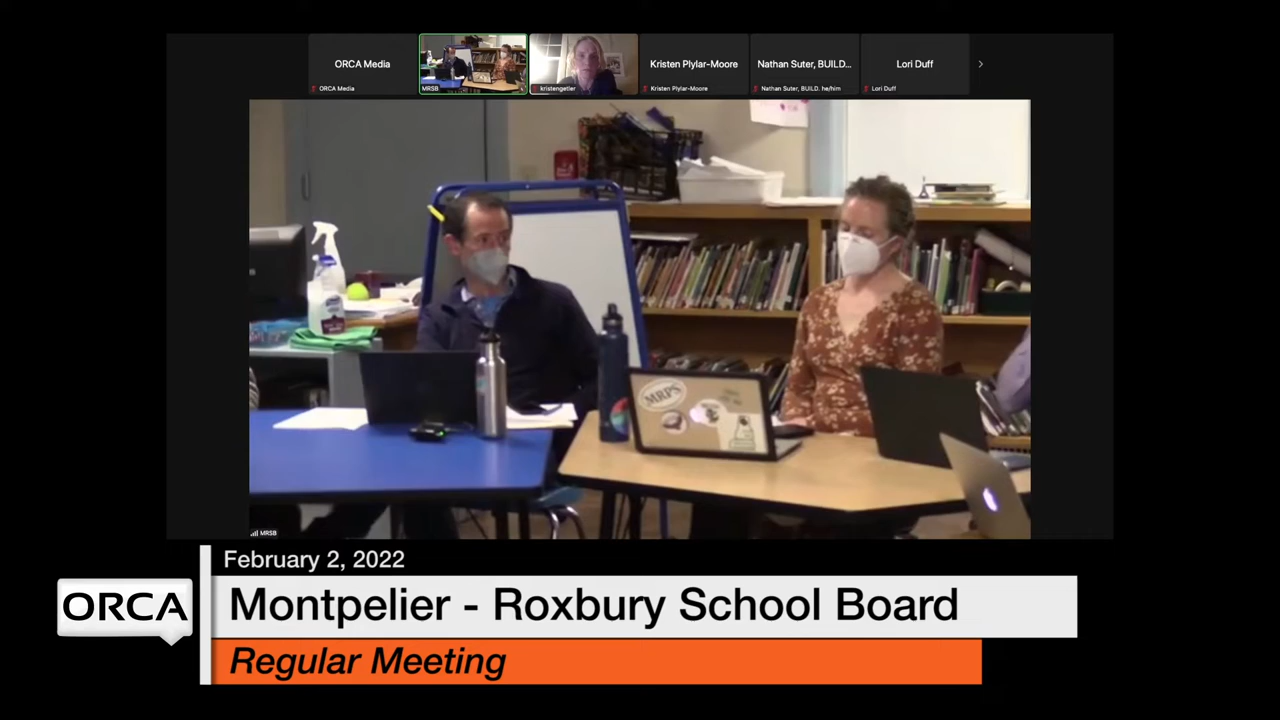 ORCA Media
Kristen Plylar-Moore
Nathan Suter, BUILD...
Lori Duff
ORCA Media
MRSB
kristengetler
Kristen Plylar-Moore
Nathan Suter, BUILD. he/him
Lori Duff
MRPS
MRSB
February 2, 2022
ORCA
Montpelier - Roxbury School Board
Regular Meeting